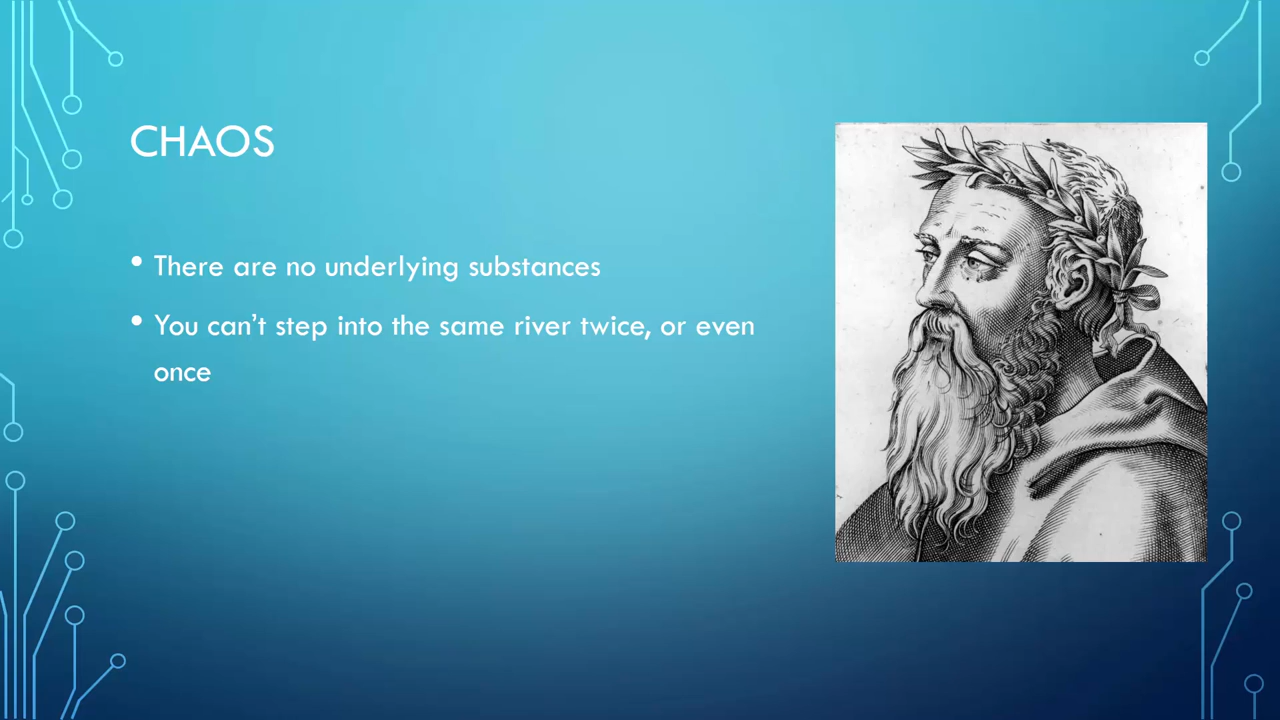 CHAOS
• There are no underlying substances
• You can’t step into the same river twice, or even
once